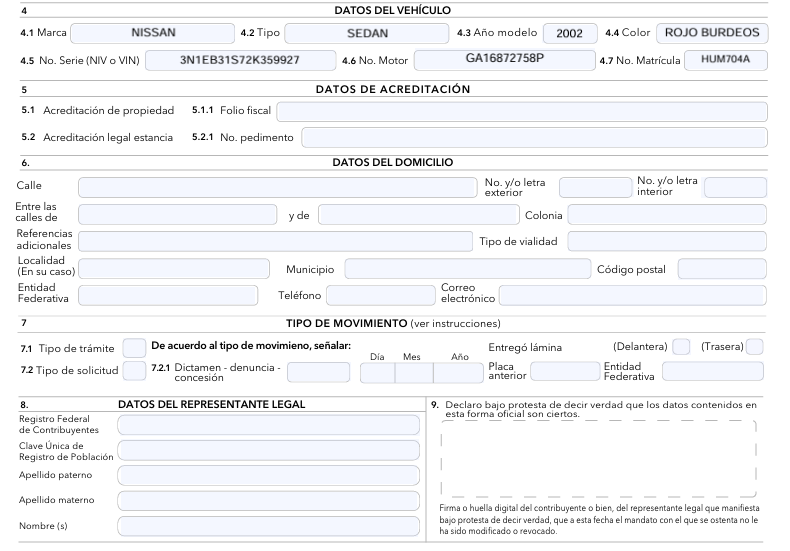 4 DATOS DEL VEHÍCULO
4.1 Marca NISSAN 4.2 Tipo SEDAN 4.3 Año modelo 2002 4.4 Color ROJO BURDEOS
4.5 No. Serie (NIV o VIN) 3N1EB31S72K359927 4.6 No. Motor GA16872758P 4.7 No. Matrícula HUM704A
5 DATOS DE ACREDITACIÓN
5.1 Acreditación de propiedad 5.1.1 Folio fiscal
5.2 Acreditación legal estancia 5.2.1 No. pedimento
6. DATOS DEL DOMICILIO
Calle No. y/o letra exterior No. y/o letra interior
Entre las calles de y de Colonia
Referencias adicionales Tipo de vialidad
Localidad (En su caso) Municipio Código postal
Entidad Federativa Teléfono Correo electrónico
7 TIPO DE MOVIMIENTO (ver instrucciones)
7.1 Tipo de trámite De acuerdo al tipo de movimieno, señalar: Entregó lámina (Delantera) (Trasera)
Día Mes Año
7.2 Tipo de solicitud 7.2.1 Dictamen - denuncia - concesión Placa anterior Entidad Federativa
8. DATOS DEL REPRESENTANTE LEGAL
Registro Federal
de Contribuyentes
Clave Única de
Registro de Población
Apellido paterno
Apellido materno
Nombre (s)
9. Declaro bajo protesta de decir verdad que los datos contenidos en
esta forma oficial son ciertos.
Firma o huella digital del contribuyente o bien, del representante legal que manifiesta
bajo protesta de decir verdad, que a esta fecha el mandato con el que se ostenta no le
ha sido modificado o revocado.